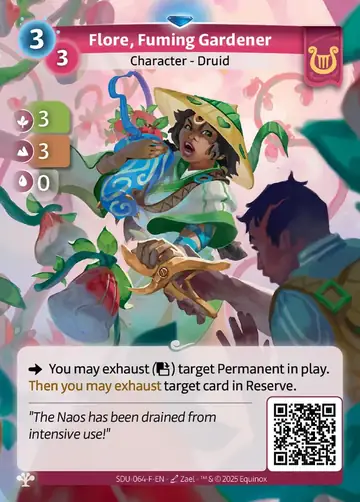 3
3
Flore, Fuming Gardener
Character - Druid
3
3
0
You may exhaust () target Permanent in play.
Then you may exhaust target card in Reserve.
"The Naos has been drained from
intensive use!"
SDU-064-F-EN - Zael - ™ & © 2025 Equinox